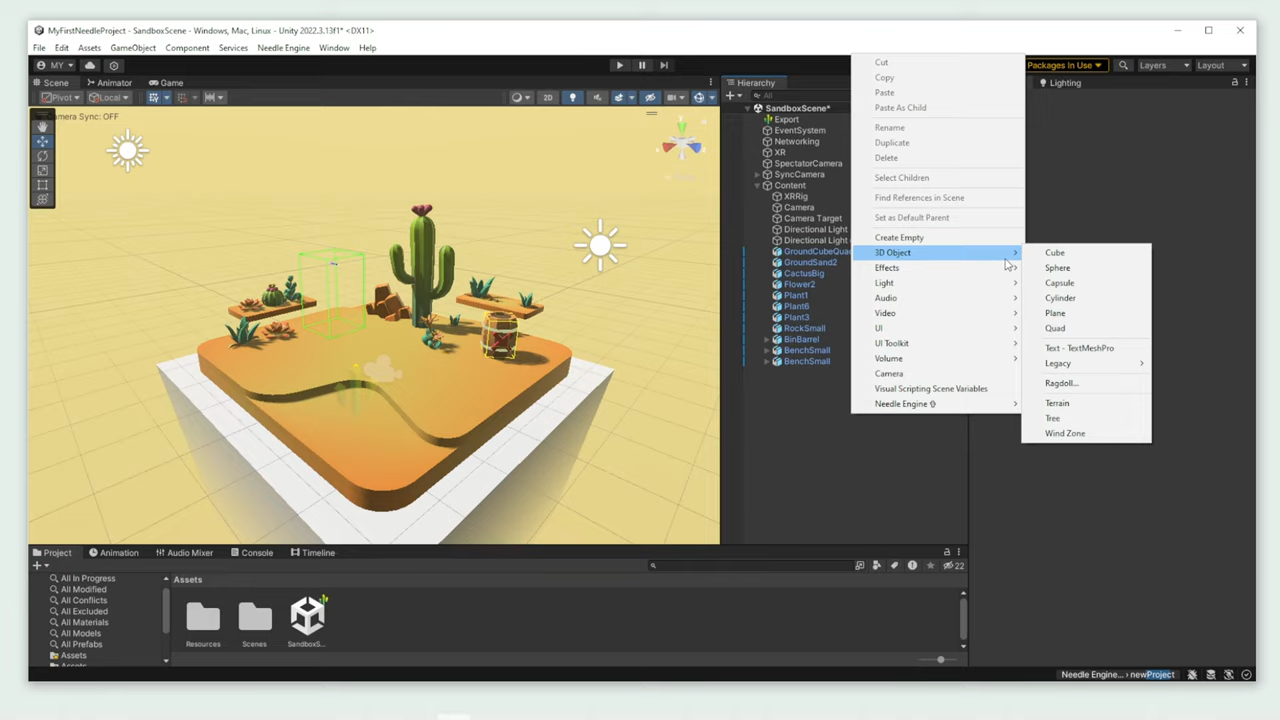 MyFirstNeedleProject - SandboxScene - Windows, Mac, Linux - Unity 2022.3.13f1* <DX11>
File Edit Assets GameObject Component Services Needle Engine Window Help
MY Packages In Use Layers Layout
Scene Animator Game
Pivot Local 2D
amera Sync: OFF
Hierarchy
All
SandboxScene*
Export
EventSystem
Networking
XR
SpectatorCamera
SyncCamera
Content
XRRig
Camera
Camera Target
Directional Light
Directional Light
GroundCubeQua
GroundSand2
CactusBig
Flower2
Plant1
Plant6
Plant3
RockSmall
BinBarrel
BenchSmall
BenchSmall
Cut
Copy
Paste
Paste As Child
Rename
Duplicate
Delete
Select Children
Find References in Scene
Set as Default Parent
Create Empty
3D Object
Effects
Light
Audio
Video
UI
UI Toolkit
Volume
Camera
Visual Scripting Scene Variables
Needle Engine
Cube
Sphere
Capsule
Cylinder
Plane
Quad
Text - TextMeshPro
Legacy
Ragdoll...
Terrain
Tree
Wind Zone
Lighting
Project Animation Audio Mixer Console Timeline
22
All In Progress
All Modified
All Conflicts
All Excluded
All Materials
All Models
All Prefabs
Assets
Assets
Assets
Resources Scenes SandboxS...
Needle Engine... › newProject